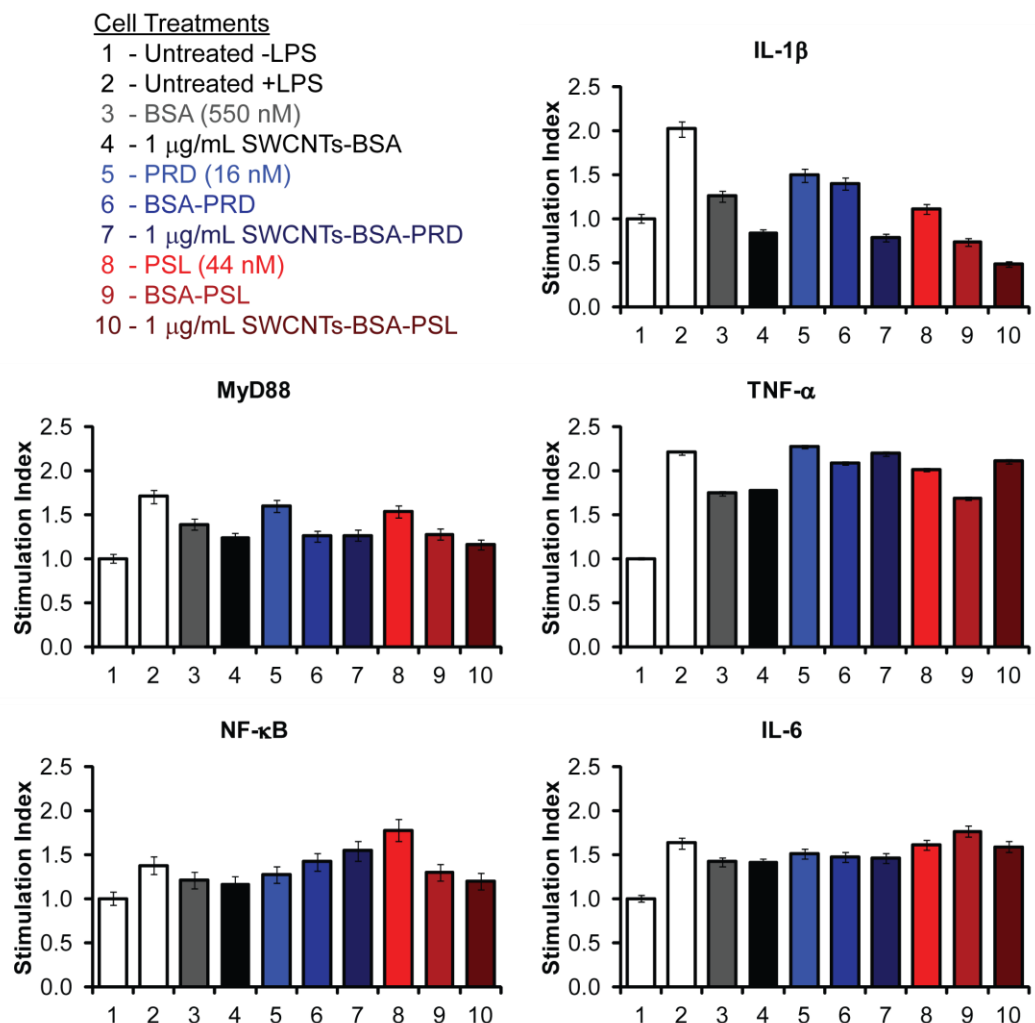 Cell Treatments
1 - Untreated -LPS
2 - Untreated +LPS
3 - BSA (550 nM)
4 - 1 μg/mL SWCNTs-BSA
5 - PRD (16 nM)
6 - BSA-PRD
7 - 1 μg/mL SWCNTs-BSA-PRD
8 - PSL (44 nM)
9 - BSA-PSL
10 - 1 μg/mL SWCNTs-BSA-PSL
IL-1β
Stimulation Index
2.5
2.0
1.5
1.0
0.5
0.0
1 2 3 4 5 6 7 8 9 10
MyD88
Stimulation Index
2.5
2.0
1.5
1.0
0.5
0.0
1 2 3 4 5 6 7 8 9 10
TNF-α
Stimulation Index
2.5
2.0
1.5
1.0
0.5
0.0
1 2 3 4 5 6 7 8 9 10
NF-κB
Stimulation Index
2.5
2.0
1.5
1.0
0.5
0.0
1 2 3 4 5 6 7 8 9 10
IL-6
Stimulation Index
2.5
2.0
1.5
1.0
0.5
0.0
1 2 3 4 5 6 7 8 9 10